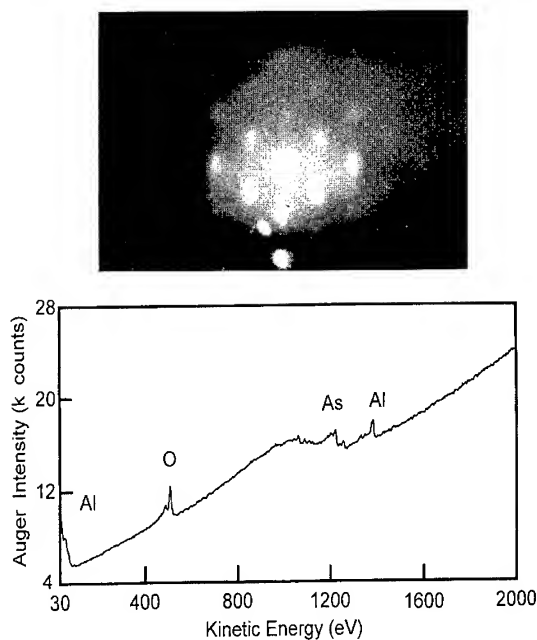 28
20
12
4
Auger Intensity (k counts)
Al
O
As
Al
30 400 800 1200 1600 2000
Kinetic Energy (eV)